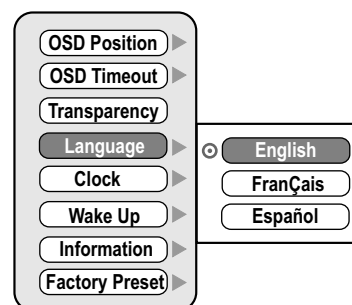 OSD Position
OSD Timeout
Transparency
Language
Clock
Wake Up
Information
Factory Preset
English
FranÇais
Español